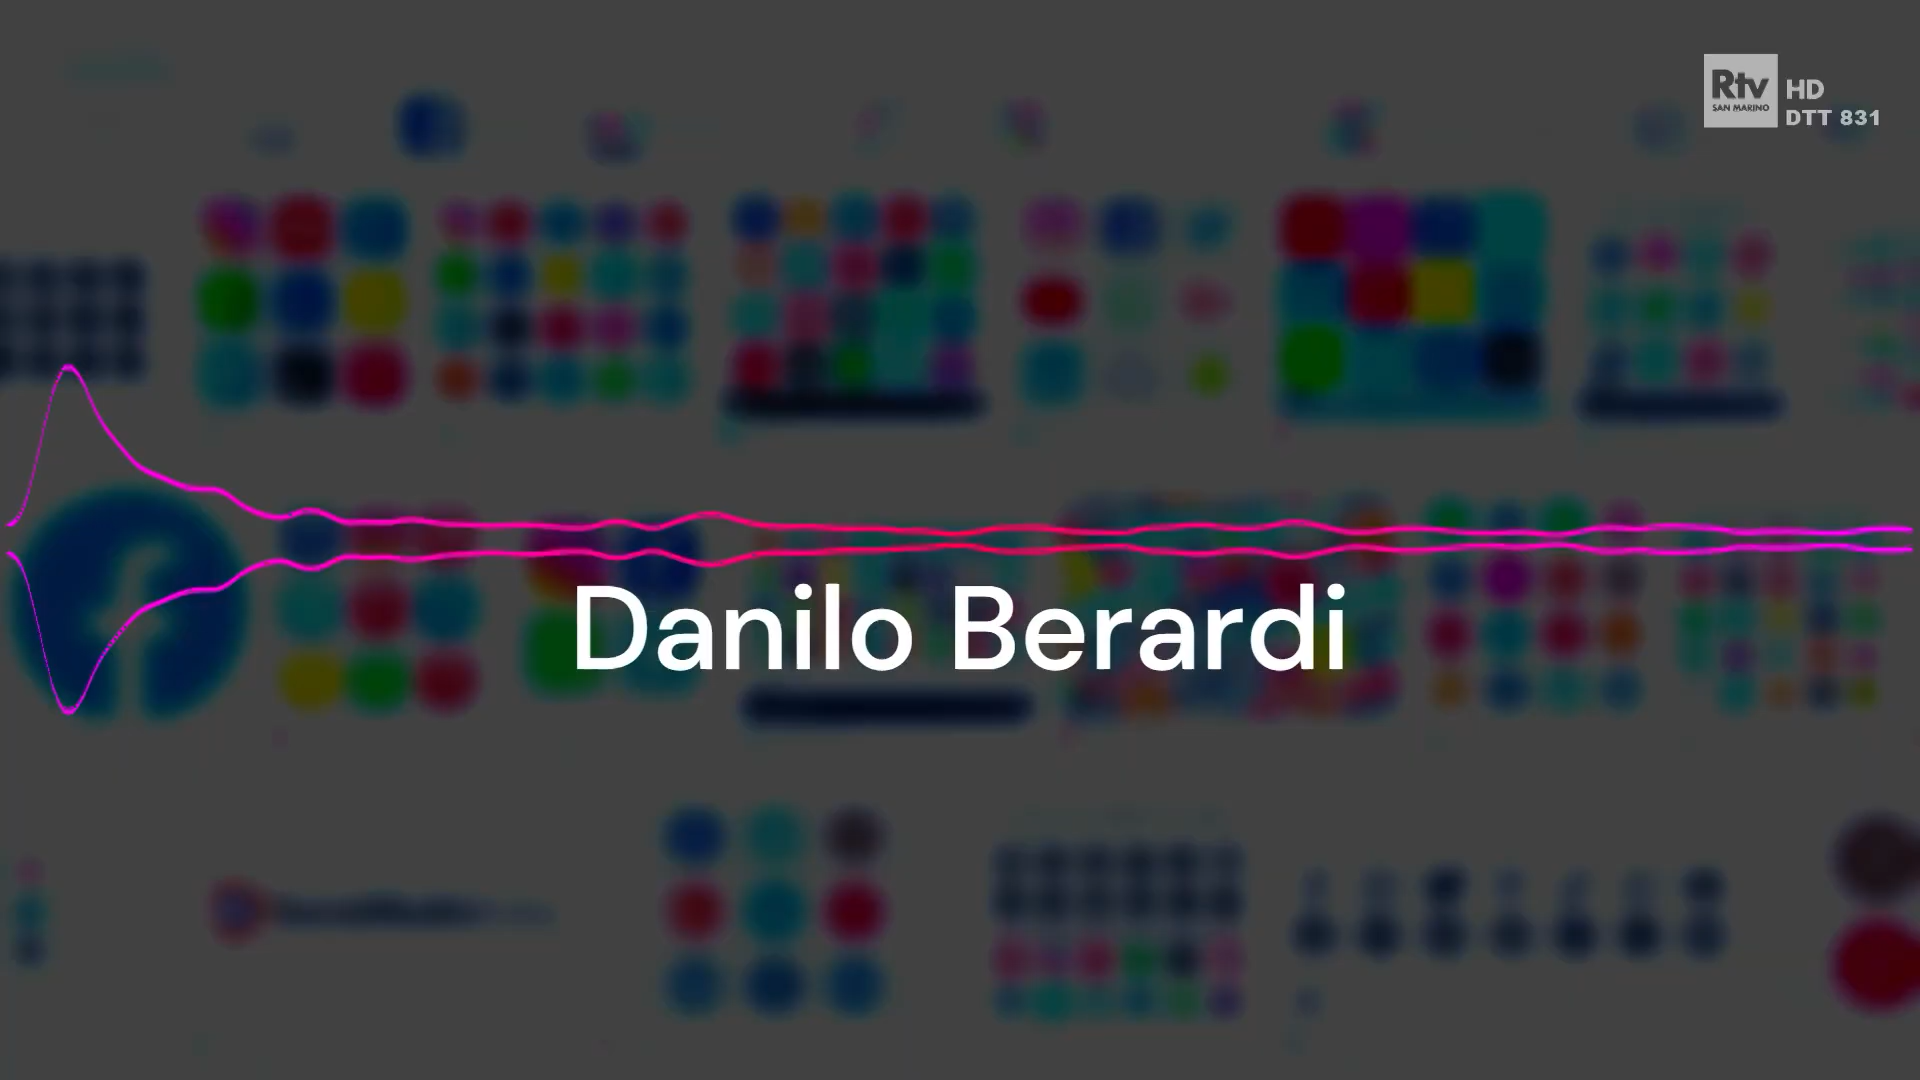 Rtv
SAN MARINO
HD
DTT 831
Danilo Berardi